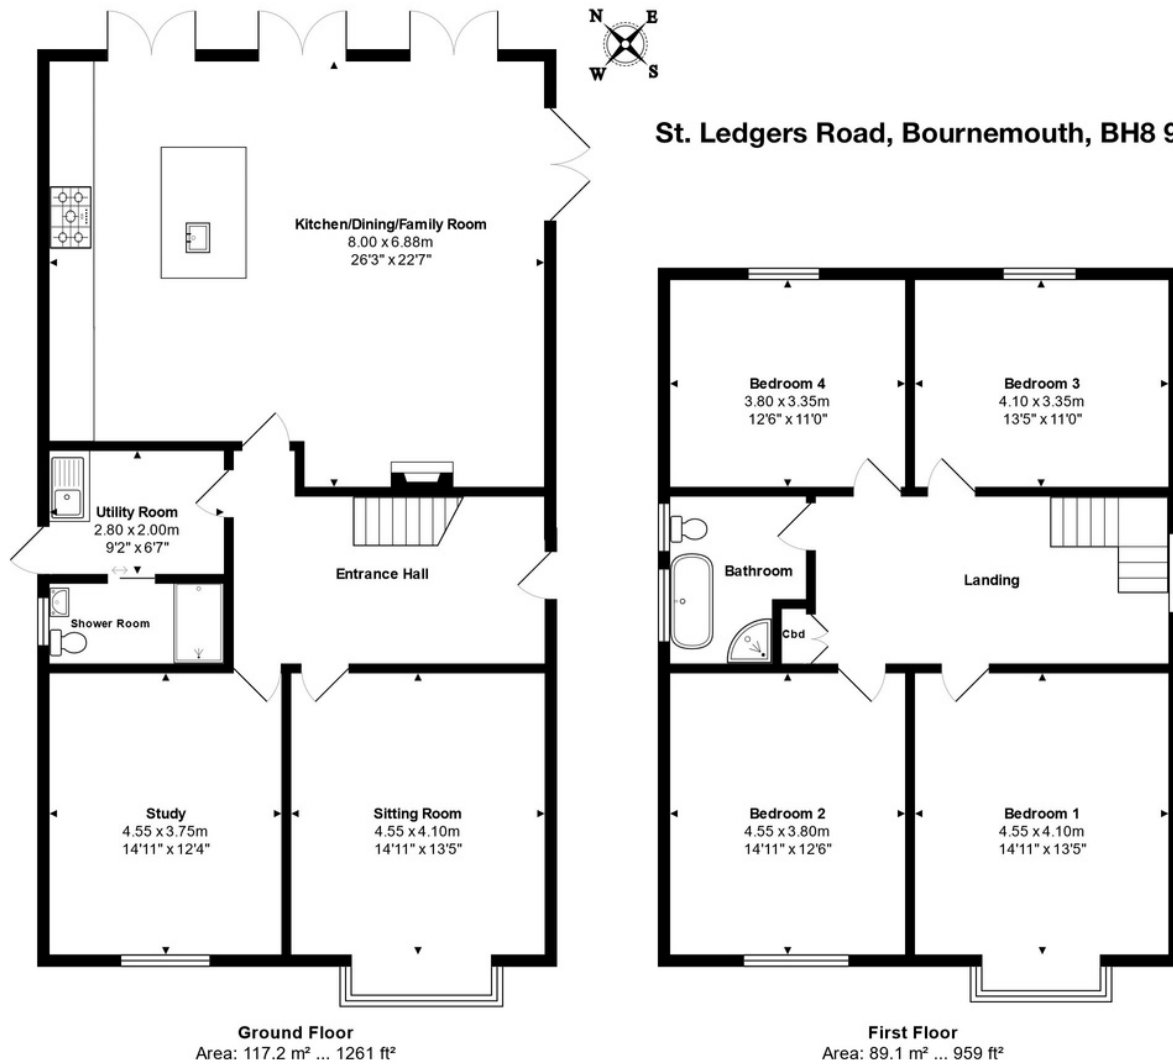 N E
W S
St. Ledgers Road, Bournemouth, BH8 9
Kitchen/Dining/Family Room
8.00 x 6.88m
26'3" x 22'7"
Utility Room
2.80 x 2.00m
9'2" x 6'7"
Entrance Hall
Shower Room
Study
4.55 x 3.75m
14'11" x 12'4"
Sitting Room
4.55 x 4.10m
14'11" x 13'5"
Ground Floor
Area: 117.2 m² ... 1261 ft²
Bedroom 4
3.80 x 3.35m
12'6" x 11'0"
Bedroom 3
4.10 x 3.35m
13'5" x 11'0"
Bathroom
Landing
Cbd
Bedroom 2
4.55 x 3.80m
14'11" x 12'6"
Bedroom 1
4.55 x 4.10m
14'11" x 13'5"
First Floor
Area: 89.1 m² ... 959 ft²